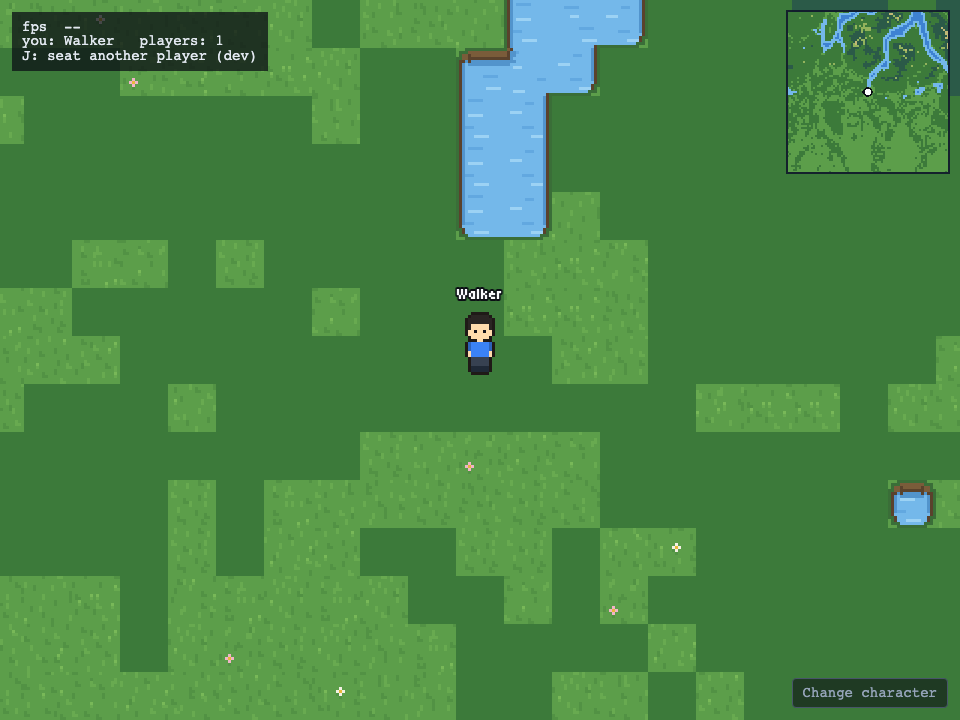 fps --
you: Walker players: 1
J: seat another player (dev)
Walker
Change character